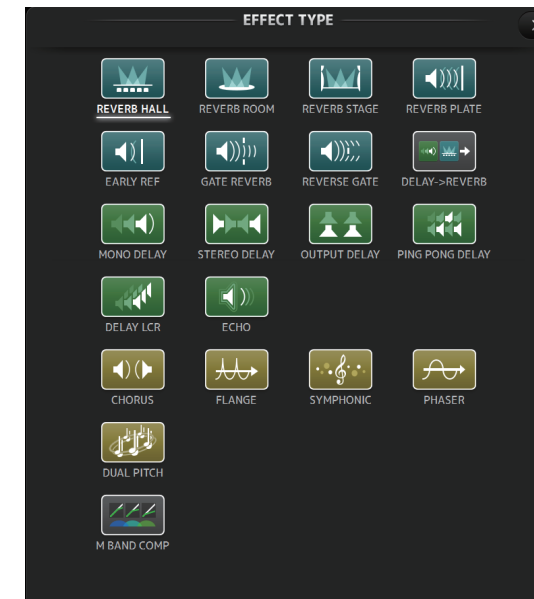 EFFECT TYPE
REVERB HALL
REVERB ROOM
REVERB STAGE
REVERB PLATE
EARLY REF
GATE REVERB
REVERSE GATE
DELAY->REVERB
MONO DELAY
STEREO DELAY
OUTPUT DELAY
PING PONG DELAY
DELAY LCR
ECHO
CHORUS
FLANGE
SYMPHONIC
PHASER
DUAL PITCH
M BAND COMP